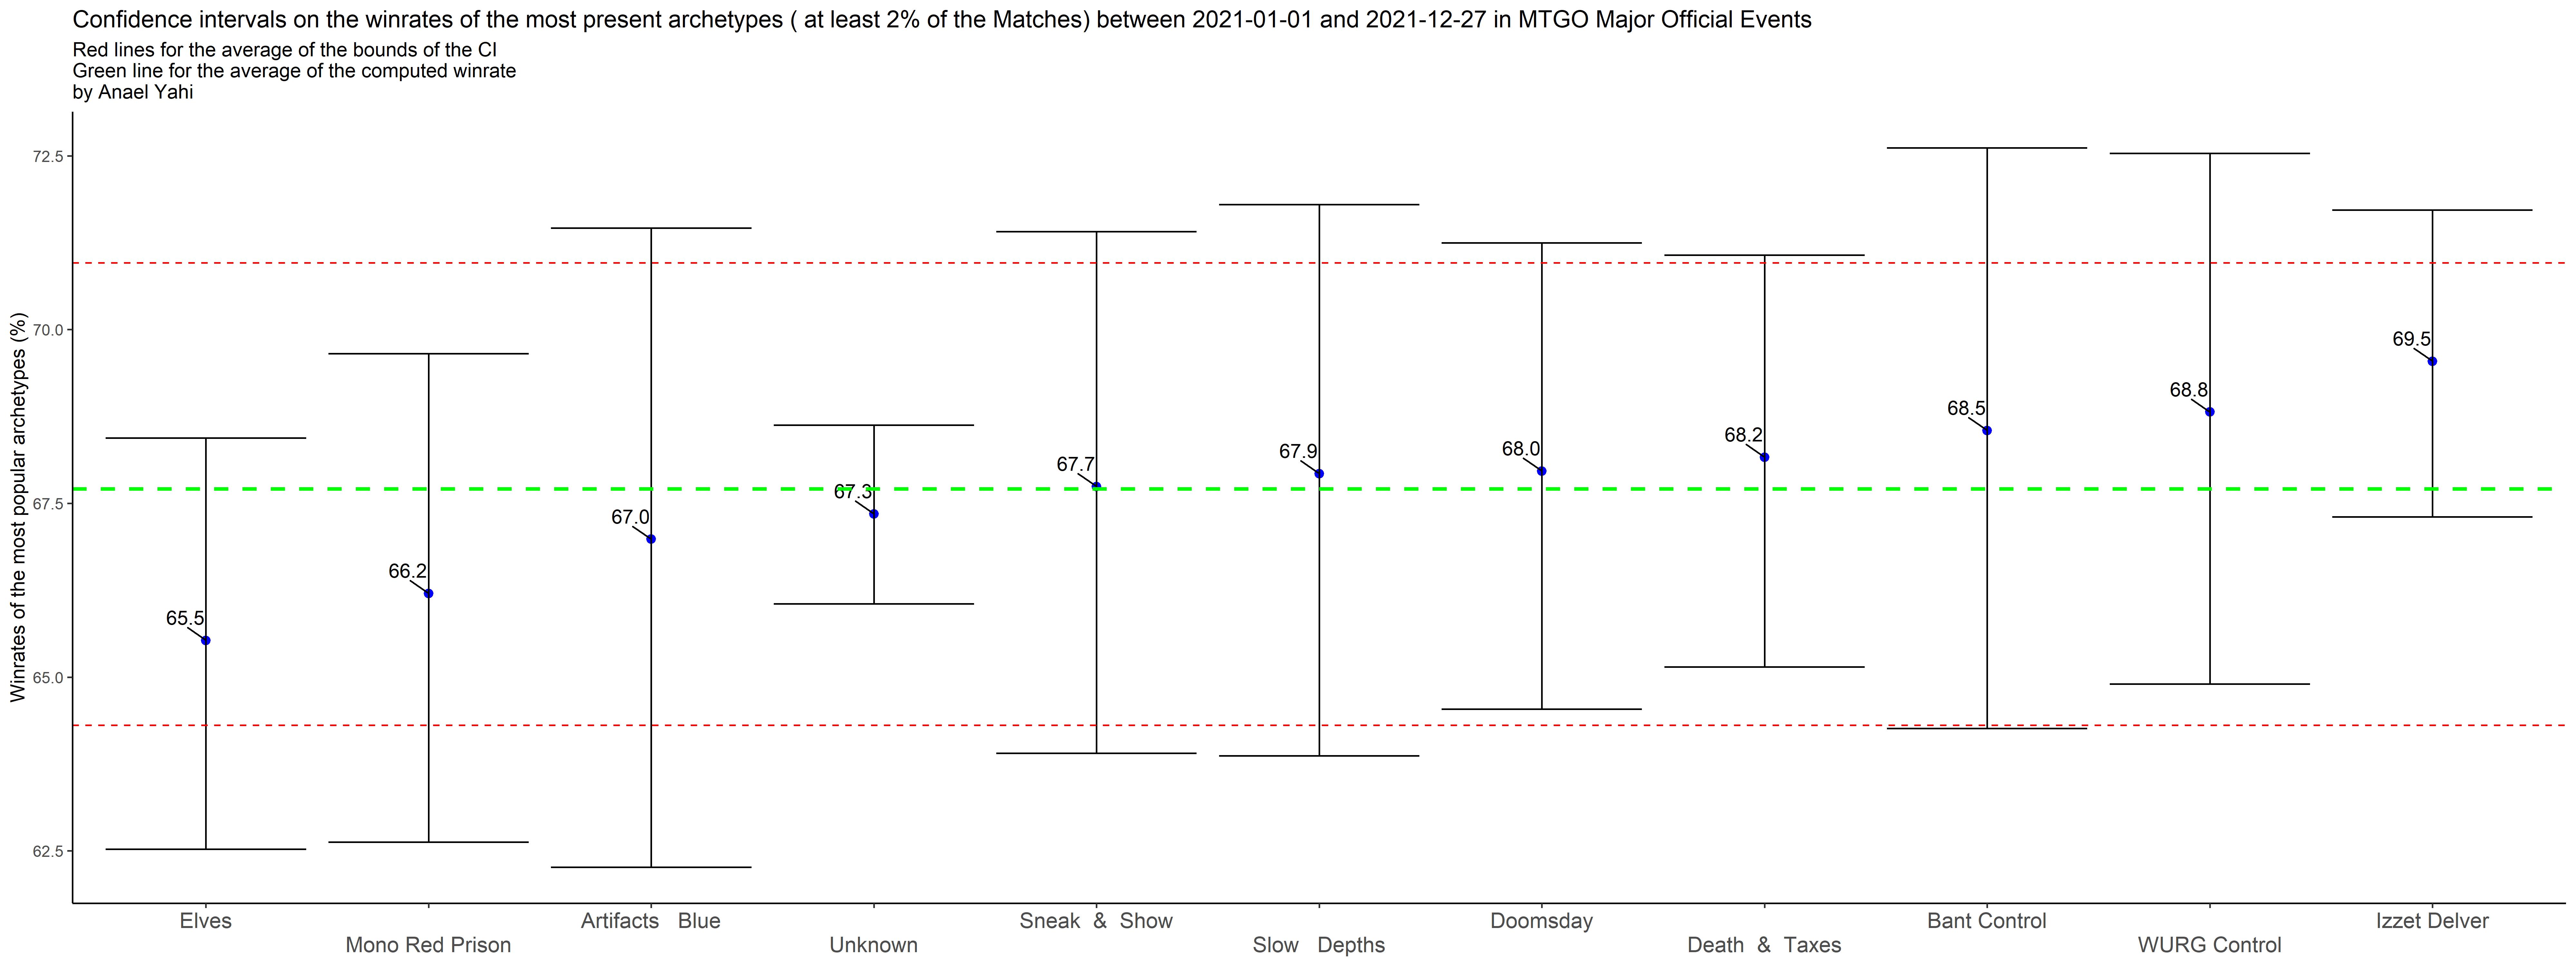 Confidence intervals on the winrates of the most present archetypes ( at least 2% of the Matches) between 2021-01-01 and 2021-12-27 in MTGO Major Official Events
Red lines for the average of the bounds of the CI
Green line for the average of the computed winrate
by Anael Yahi
Winrates of the most popular archetypes (%)
72.5
70.0
67.5
65.0
62.5
65.5
66.2
67.0
67.3
67.7
67.9
68.0
68.2
68.5
68.8
69.5
Elves
Mono Red Prison
Artifacts Blue
Unknown
Sneak & Show
Slow Depths
Doomsday
Death & Taxes
Bant Control
WURG Control
Izzet Delver